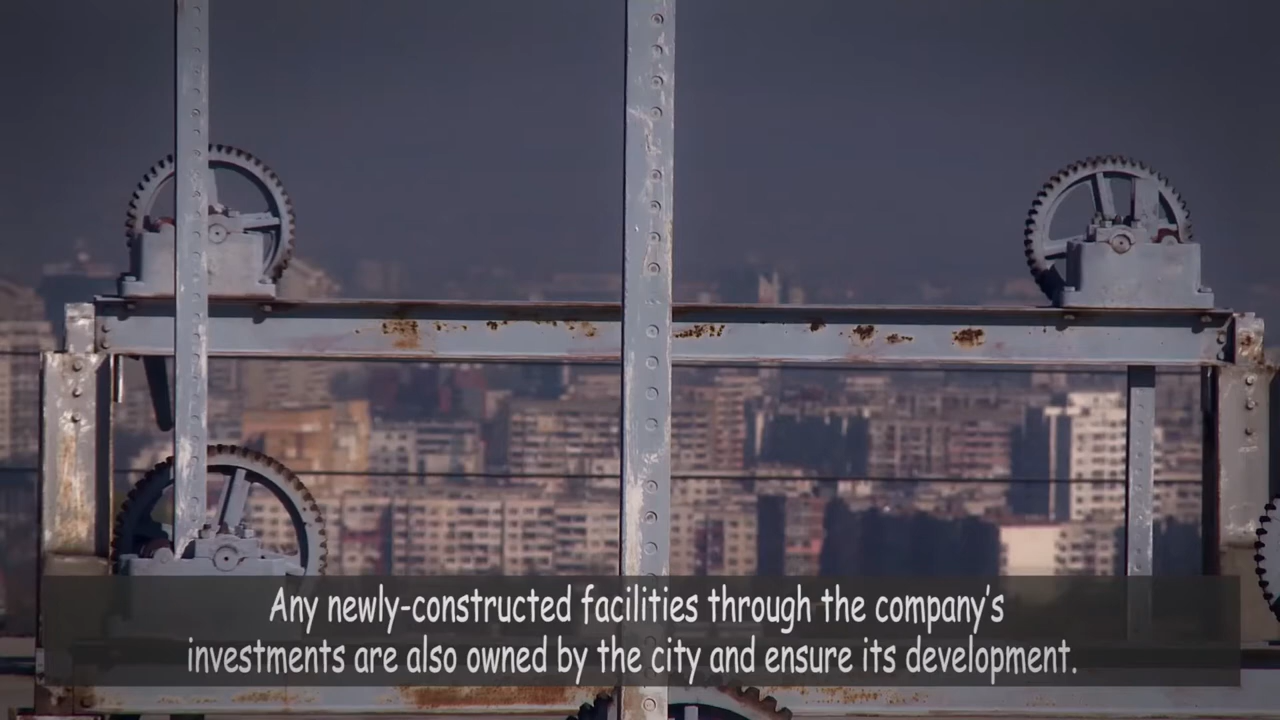 Any newly-constructed facilities through the company’s
investments are also owned by the city and ensure its development.